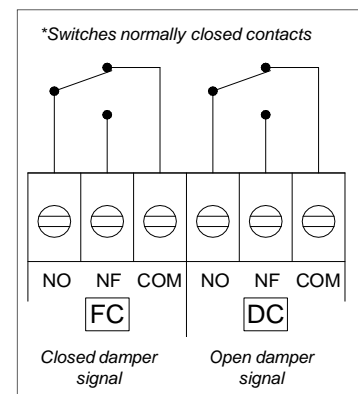 *Switches normally closed contacts
NO NF COM NO NF COM
FC DC
Closed damper Open damper
signal signal